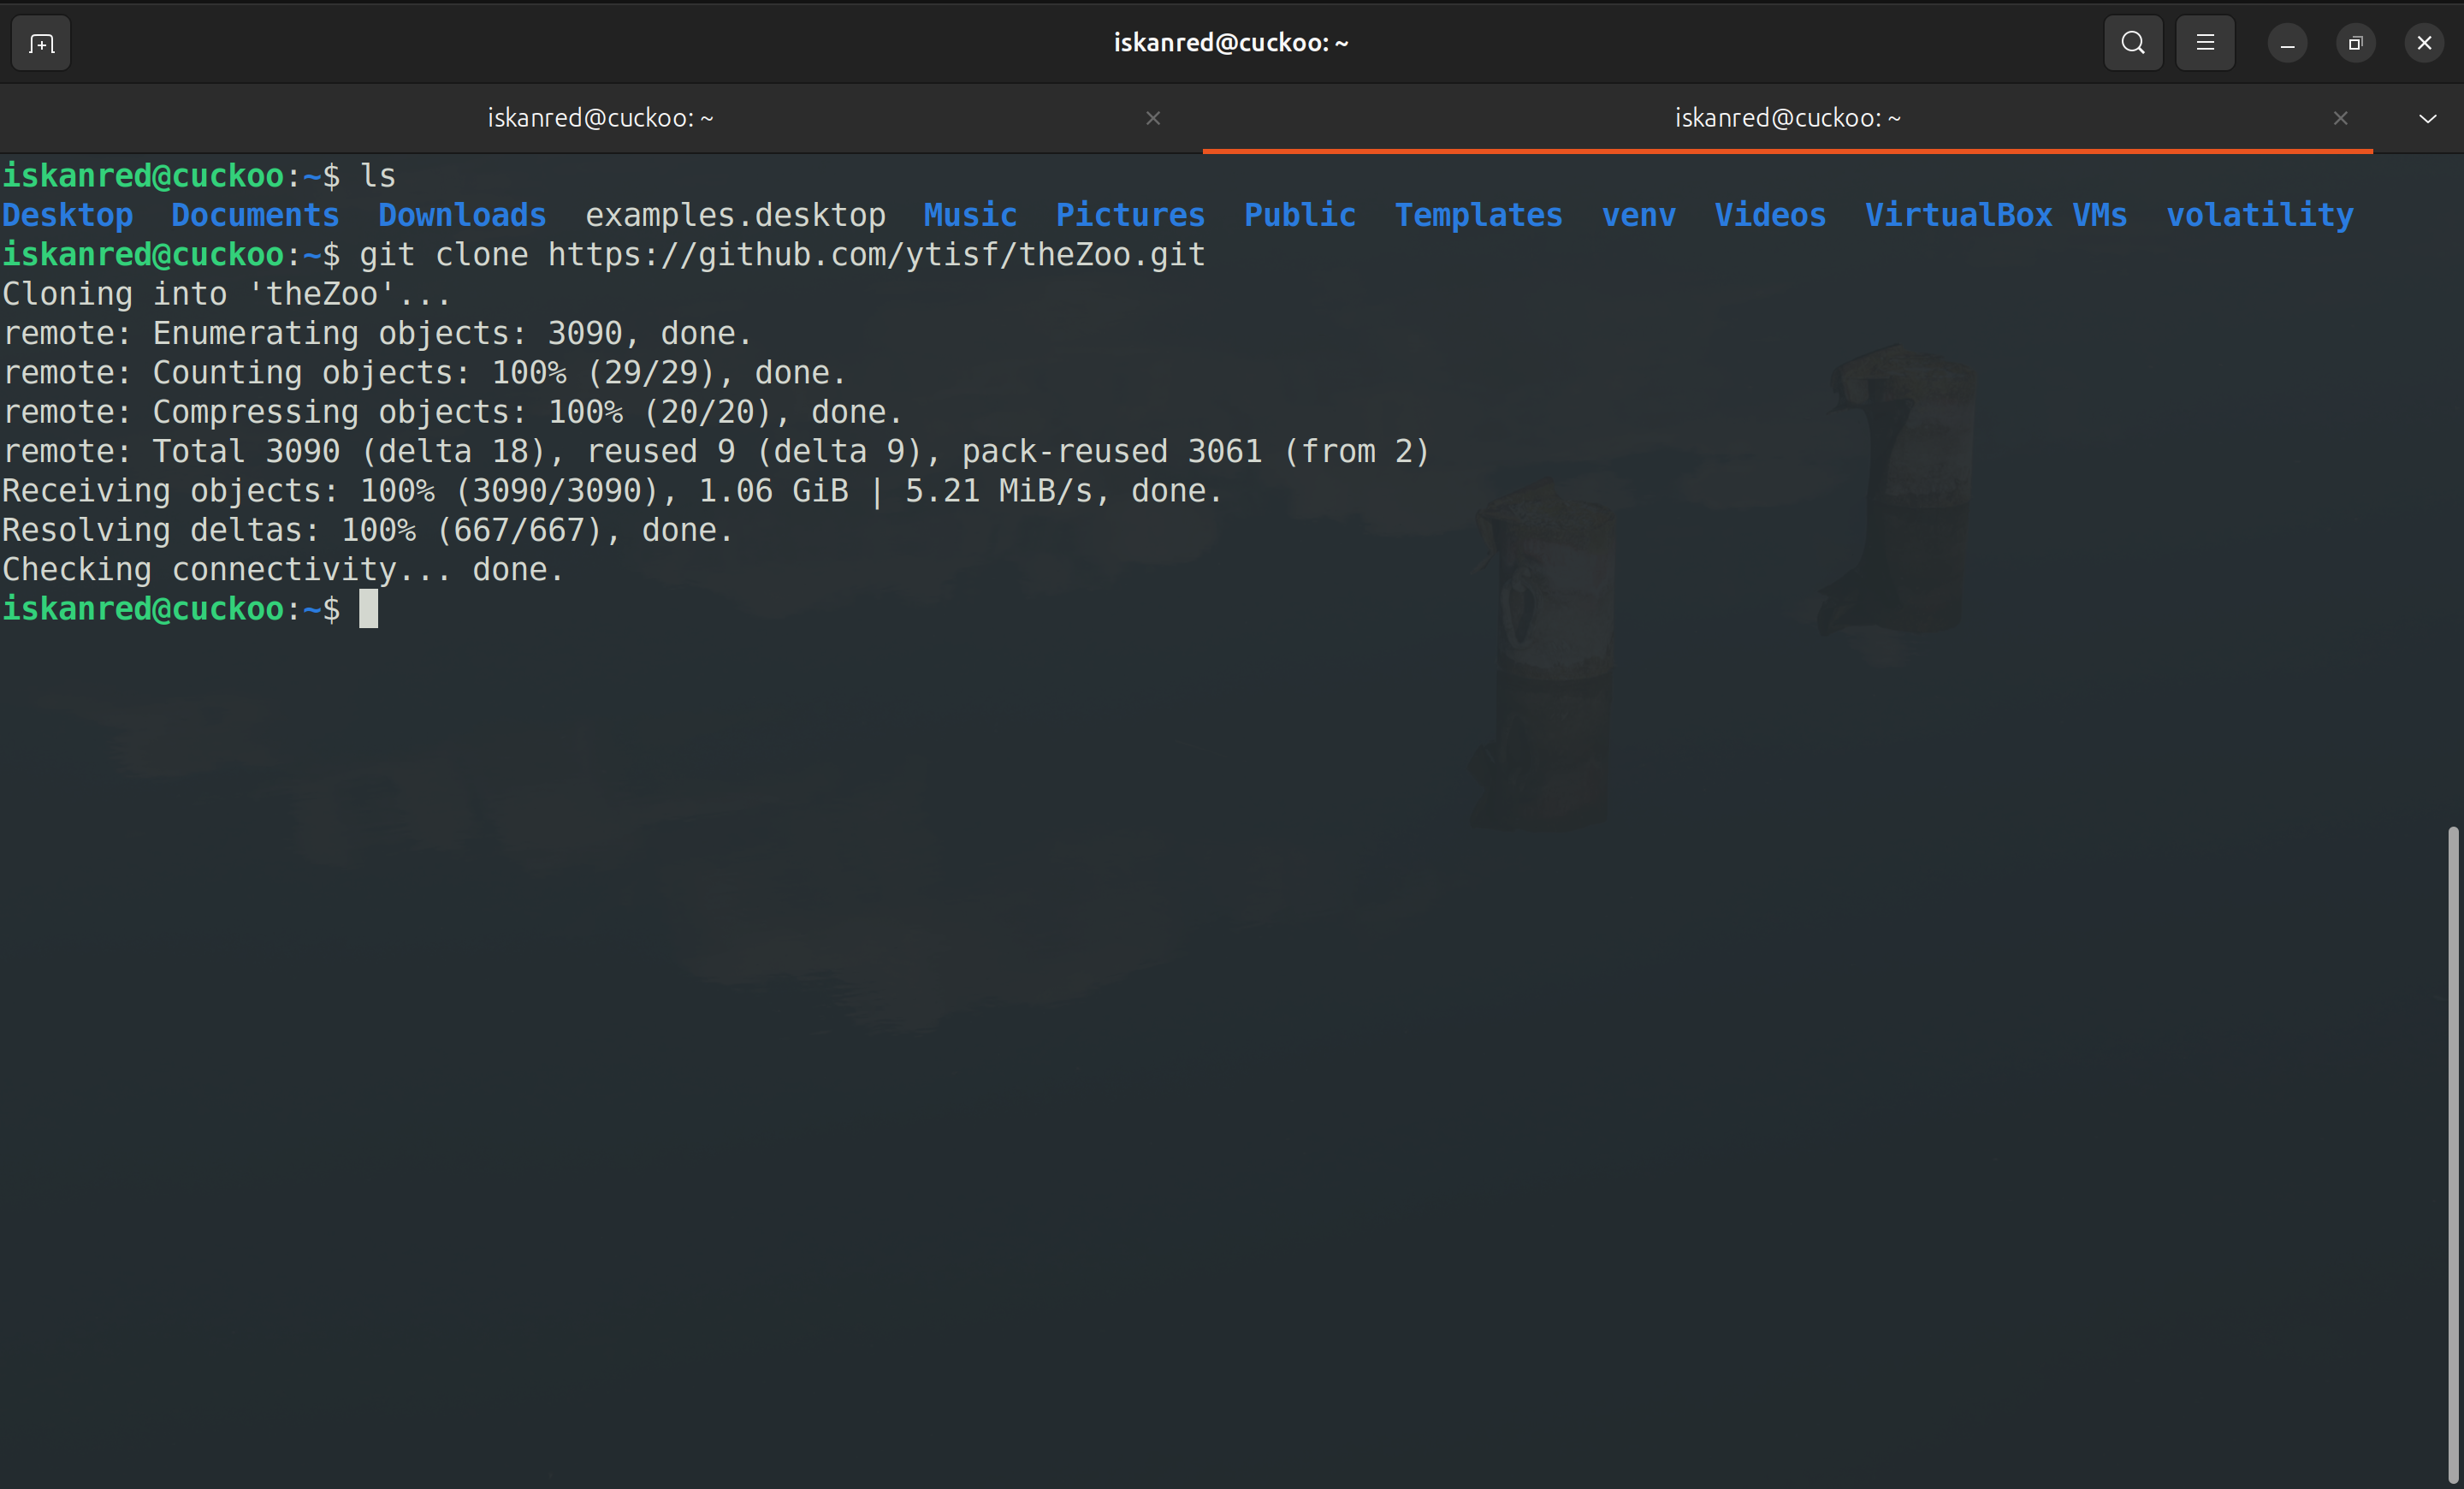 iskanred@cuckoo: ~
iskanred@cuckoo: ~
iskanred@cuckoo: ~
iskanred@cuckoo:~$ ls
Desktop  Documents  Downloads  examples.desktop  Music  Pictures  Public  Templates  venv  Videos  VirtualBox VMs  volatility
iskanred@cuckoo:~$ git clone https://github.com/ytisf/theZoo.git
Cloning into 'theZoo'...
remote: Enumerating objects: 3090, done.
remote: Counting objects: 100% (29/29), done.
remote: Compressing objects: 100% (20/20), done.
remote: Total 3090 (delta 18), reused 9 (delta 9), pack-reused 3061 (from 2)
Receiving objects: 100% (3090/3090), 1.06 GiB | 5.21 MiB/s, done.
Resolving deltas: 100% (667/667), done.
Checking connectivity... done.
iskanred@cuckoo:~$